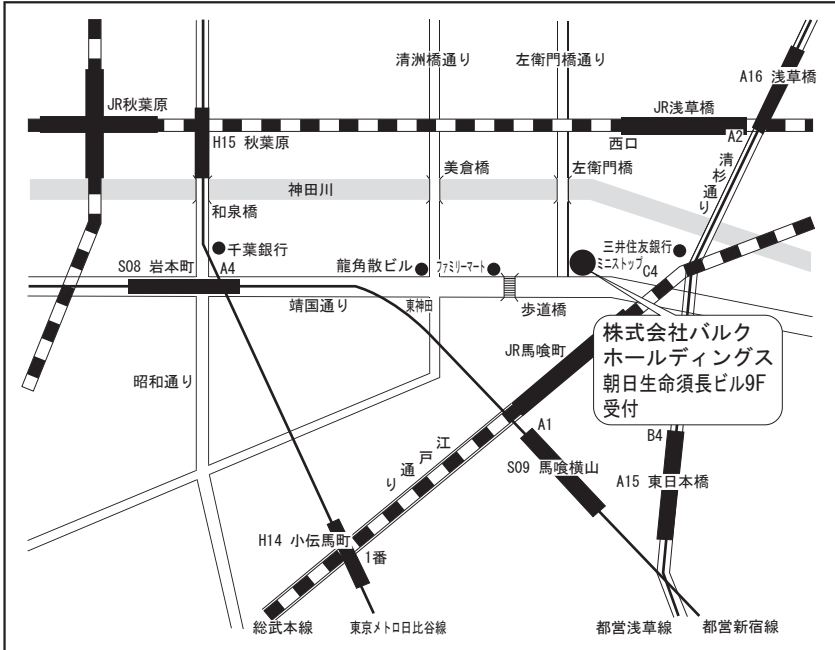 清洲橋通り
左衛門橋通り
A16 浅草橋
JR秋葉原
JR浅草橋
H15 秋葉原
西口
A2
清杉通り
美倉橋
左衛門橋
神田川
和泉橋
千葉銀行
三井住友銀行
S08 岩本町
A4
龍角散ビル
ファミリーマート
ミニストップ
C4
靖国通り
東神田
歩道橋
株式会社バルク
ホールディングス
朝日生命須長ビル9F
受付
JR馬喰町
昭和通り
A1
B4
江戸通り
S09 馬喰横山
A15 東日本橋
H14 小伝馬町
1番
総武本線
東京メトロ日比谷線
都営浅草線
都営新宿線